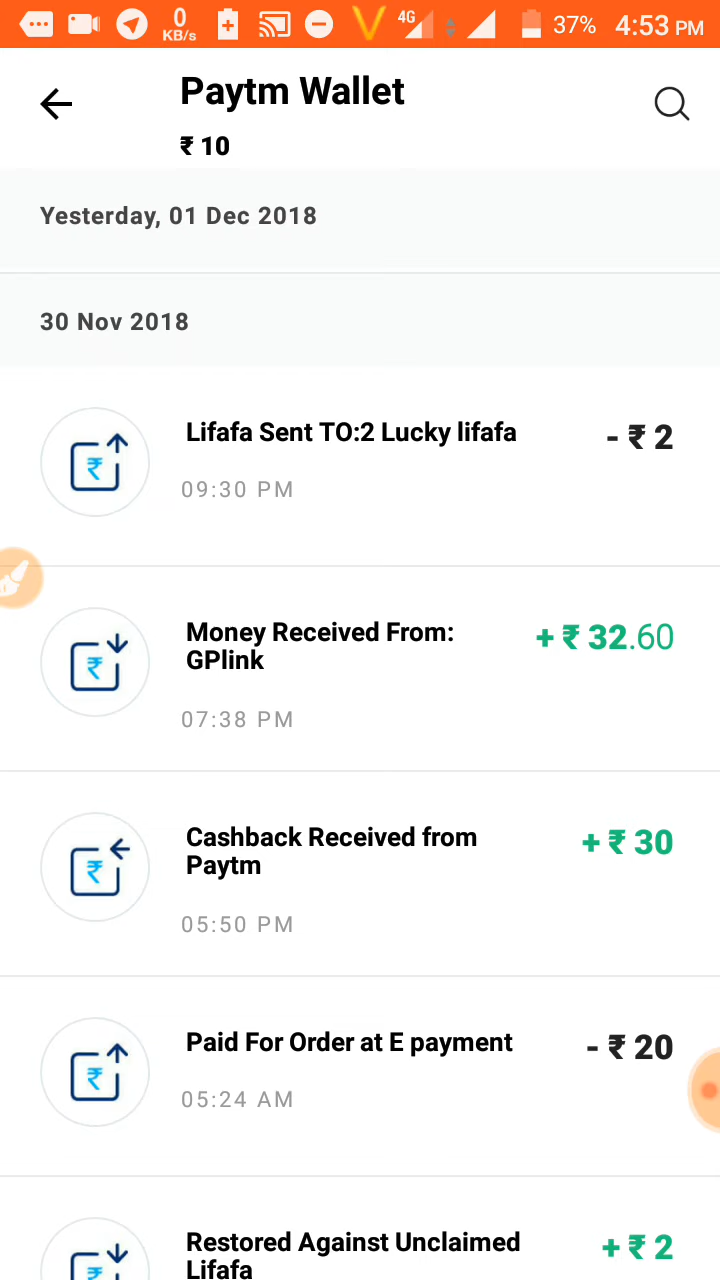 0
KB/s
4G
37%
4:53 PM
Paytm Wallet
₹ 10
Yesterday, 01 Dec 2018
30 Nov 2018
Lifafa Sent TO:2 Lucky lifafa
- ₹ 2
09:30 PM
Money Received From:
GPlink
+ ₹ 32.60
07:38 PM
Cashback Received from
Paytm
+ ₹ 30
05:50 PM
Paid For Order at E payment
- ₹ 20
05:24 AM
Restored Against Unclaimed
Lifafa
+ ₹ 2